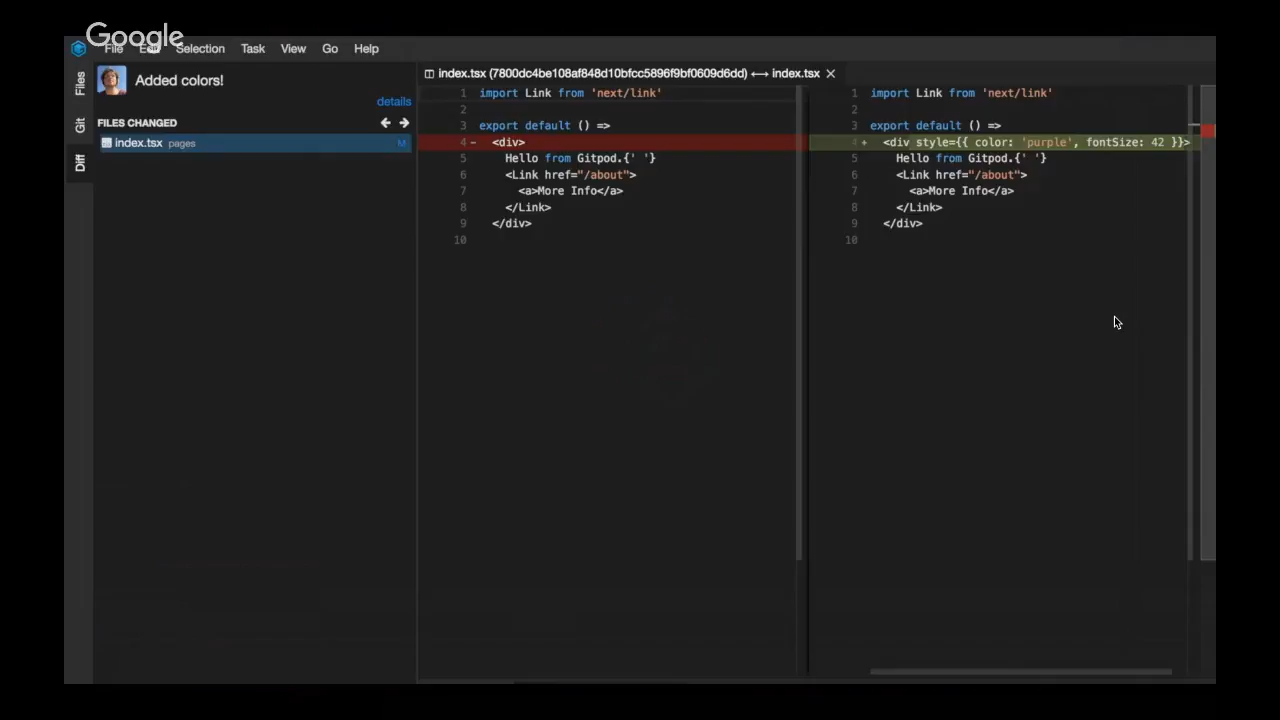 Google
File Edit Selection Task View Go Help
Files
Git
Diff
Added colors!
details
FILES CHANGED
index.tsx pages M
index.tsx (7800dc4be108af848d10bfcc5896f9bf0609d6dd) ⟷ index.tsx
1 import Link from 'next/link'
2
3 export default () =>
4 - <div>
5 Hello from Gitpod.{' '}
6 <Link href="/about">
7 <a>More Info</a>
8 </Link>
9 </div>
10
1 import Link from 'next/link'
2
3 export default () =>
4 + <div style={{ color: 'purple', fontSize: 42 }}>
5 Hello from Gitpod.{' '}
6 <Link href="/about">
7 <a>More Info</a>
8 </Link>
9 </div>
10